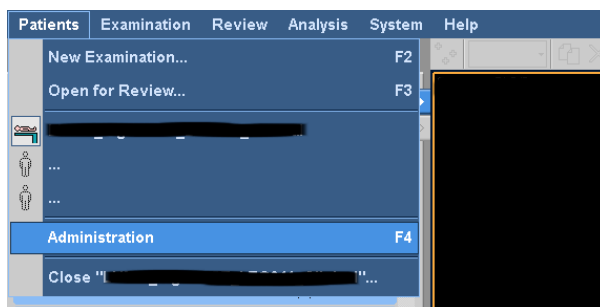 Patients Examination Review Analysis System Help
New Examination... F2
Open for Review... F3
...
...
Administration F4
Close "..."...